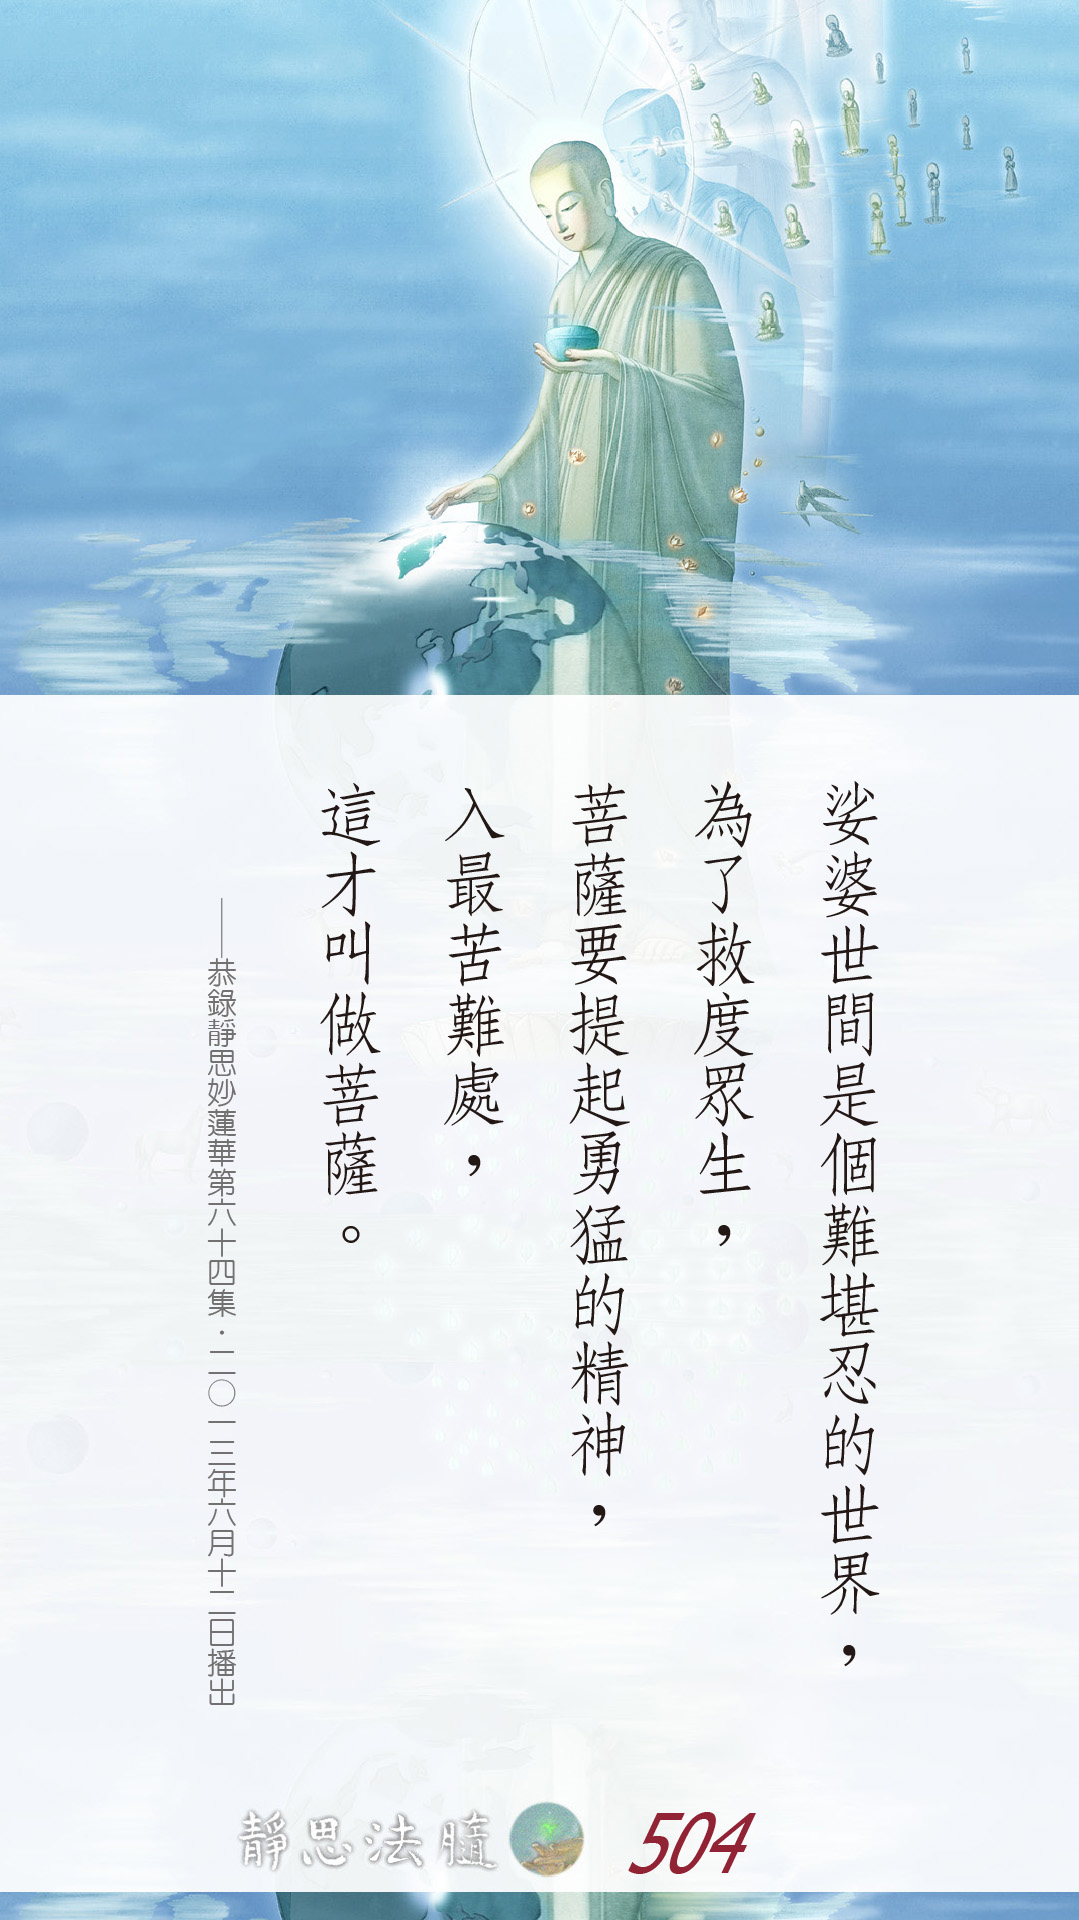 娑婆世間是個難堪忍的世界，
為了救度眾生，
菩薩要提起勇猛的精神，
入最苦難處，
這才叫做菩薩。
——恭錄靜思妙蓮華第六十四集．二〇一三年六月十二日播出
靜思法髓 504